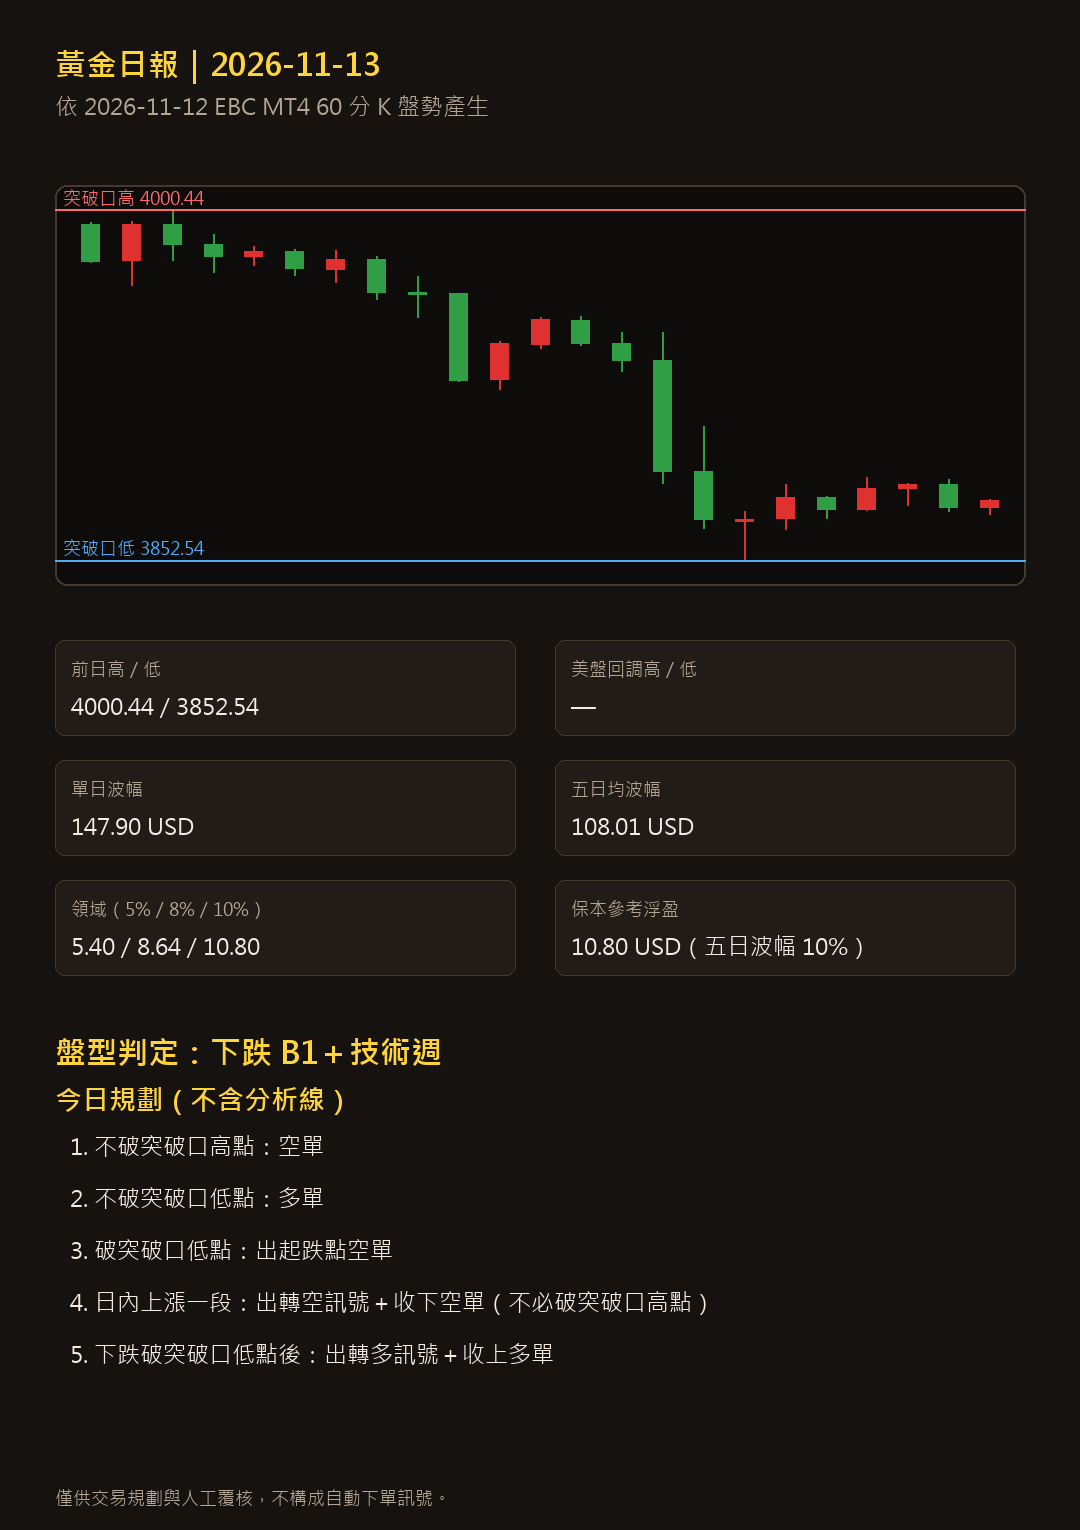 黃金日報｜2026-11-13
依 2026-11-12 EBC MT4 60 分 K 盤勢產生
突破口高 4000.44
突破口低 3852.54
前日高 / 低
4000.44 / 3852.54
美盤回調高 / 低
—
單日波幅
147.90 USD
五日均波幅
108.01 USD
領域（5% / 8% / 10%）
5.40 / 8.64 / 10.80
保本參考浮盈
10.80 USD（五日波幅 10%）
盤型判定：下跌 B1＋技術週
今日規劃（不含分析線）
1. 不破突破口高點：空單
2. 不破突破口低點：多單
3. 破突破口低點：出起跌點空單
4. 日內上漲一段：出轉空訊號＋收下空單（不必破突破口高點）
5. 下跌破突破口低點後：出轉多訊號＋收上多單
僅供交易規劃與人工覆核，不構成自動下單訊號。